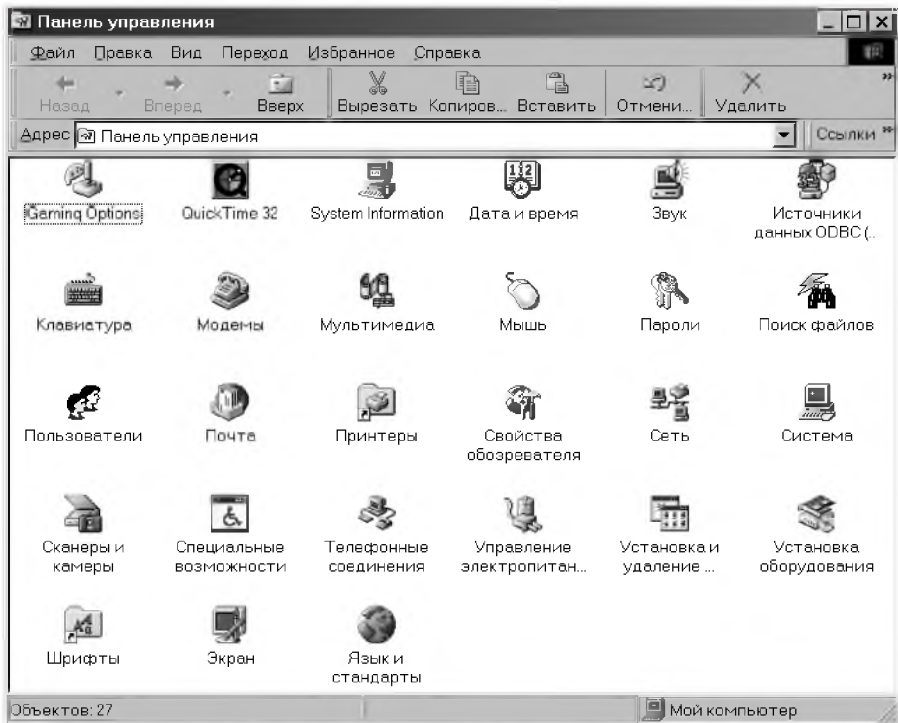 Панель управления
Файл Правка Вид Переход Избранное Справка
Назад Вперед Вверх Вырезать Копиров... Вставить Отмени... Удалить
Адрес Панель управления Ссылки
Gaming Options QuickTime 32 System Information Дата и время Звук Источники
данных ODBC (..
Клавиатура Модемы Мультимедиа Мышь Пароли Поиск файлов
Пользователи Почта Принтеры Свойства Сеть Система
обозревателя
Сканеры и Специальные Телефонные Управление Установка и Установка
камеры возможности соединения электропитан... удаление ... оборудования
Шрифты Экран Язык и
стандарты
Объектов: 27 Мой компьютер